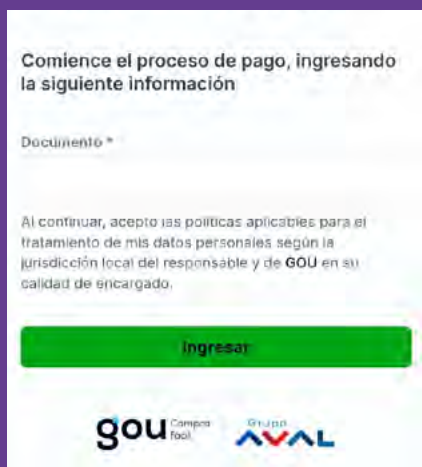 Comience el proceso de pago, ingresando
la siguiente información
Documento *
Al continuar, acepto las políticas aplicables para el
tratamiento de mis datos personales según la
jurisdicción local del responsable y de GOU en su
calidad de encargado.
Ingresar
gou Compra
fácil
Grupo
AVAL